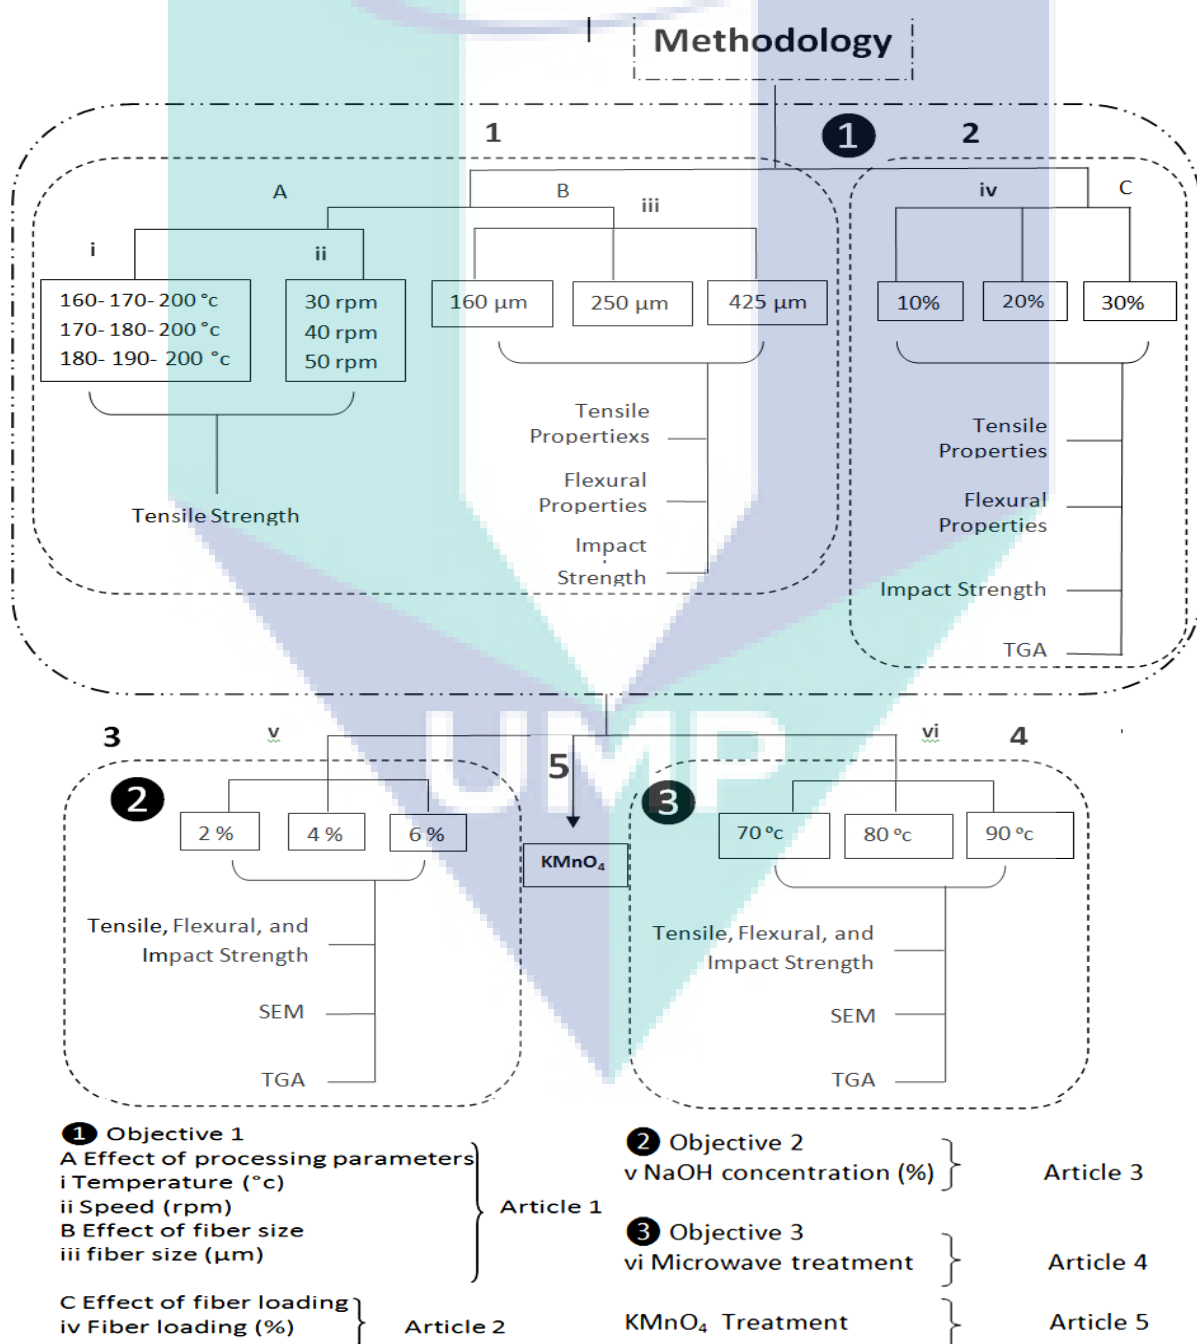 Methodology
1
1
2
A
B
iii
iv
C
i
ii
160- 170- 200 °c
170- 180- 200 °c
180- 190- 200 °c
30 rpm
40 rpm
50 rpm
160 µm
250 µm
425 µm
10%
20%
30%
Tensile Strength
Tensile
Propertiexs
Flexural
Properties
Impact
Strength
Tensile
Properties
Flexural
Properties
Impact Strength
TGA
UMP
3
v
5
vi
4
2
2 %
4 %
6 %
KMnO₄
3
70 °c
80 °c
90 °c
Tensile, Flexural, and
Impact Strength
SEM
TGA
Tensile, Flexural, and
Impact Strength
SEM
TGA
1 Objective 1
A Effect of processing parameters
i Temperature (°c)
ii Speed (rpm)
B Effect of fiber size
iii fiber size (µm)
Article 1
C Effect of fiber loading
iv Fiber loading (%)
Article 2
2 Objective 2
v NaOH concentration (%)
Article 3
3 Objective 3
vi Microwave treatment
Article 4
KMnO₄ Treatment
Article 5